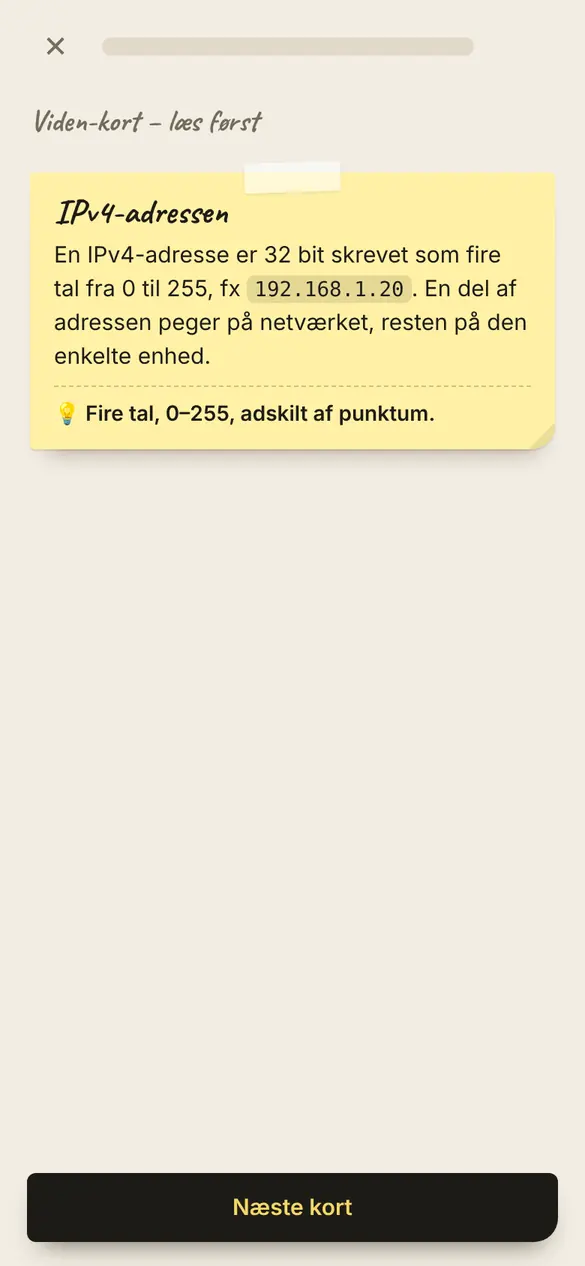 ✕
Viden-kort – læs først
IPv4-adressen
En IPv4-adresse er 32 bit skrevet som fire
tal fra 0 til 255, fx 192.168.1.20. En del af
adressen peger på netværket, resten på den
enkelte enhed.
💡 Fire tal, 0–255, adskilt af punktum.
Næste kort